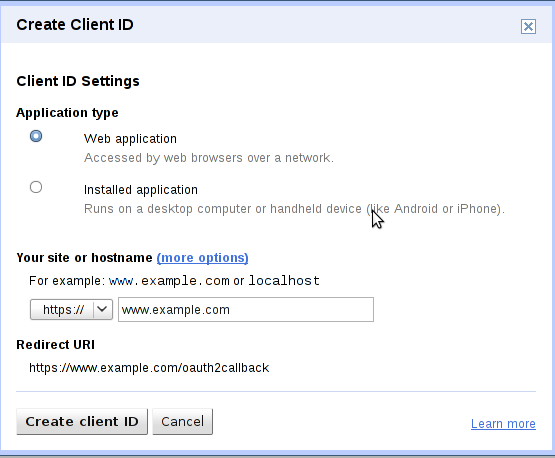 Create Client ID
Client ID Settings
Application type
Web application
Accessed by web browsers over a network.
Installed application
Runs on a desktop computer or handheld device (like Android or iPhone).
Your site or hostname (more options)
For example: www.example.com or localhost
https:// www.example.com
Redirect URI
https://www.example.com/oauth2callback
Create client ID Cancel Learn more